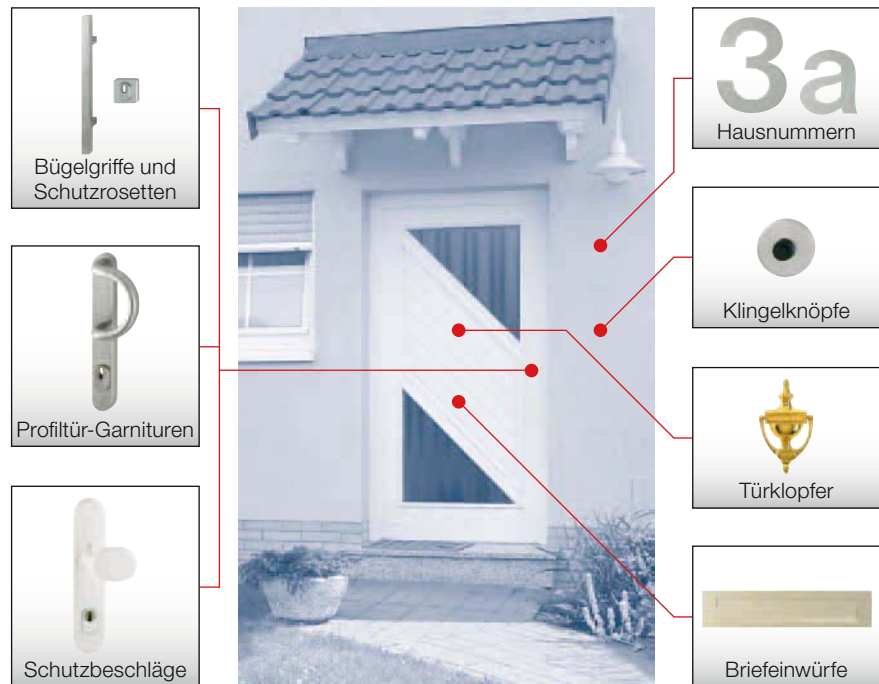 Bügelgriffe und
Schutzrosetten
Profiltür-Garnituren
Schutzbeschläge
3a
Hausnummern
Klingelknöpfe
Türklopfer
Briefeinwürfe